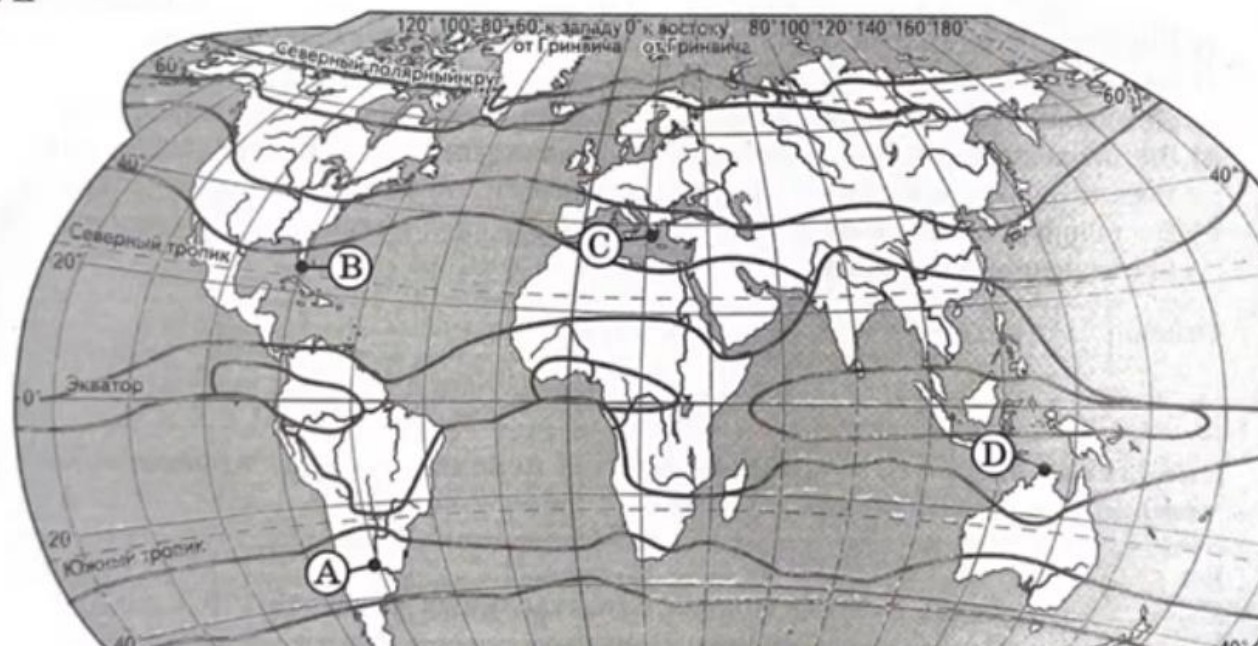 120° 100° 80° 60° к западу 0° к востоку 80° 100° 120° 140° 160° 180°
от Гринвича от Гринвича
Северный полярный кру
60°
60°
40°
40°
Северный тропик
20°
C
B
Экватор
0°
D
20
Южный тропик
A
40